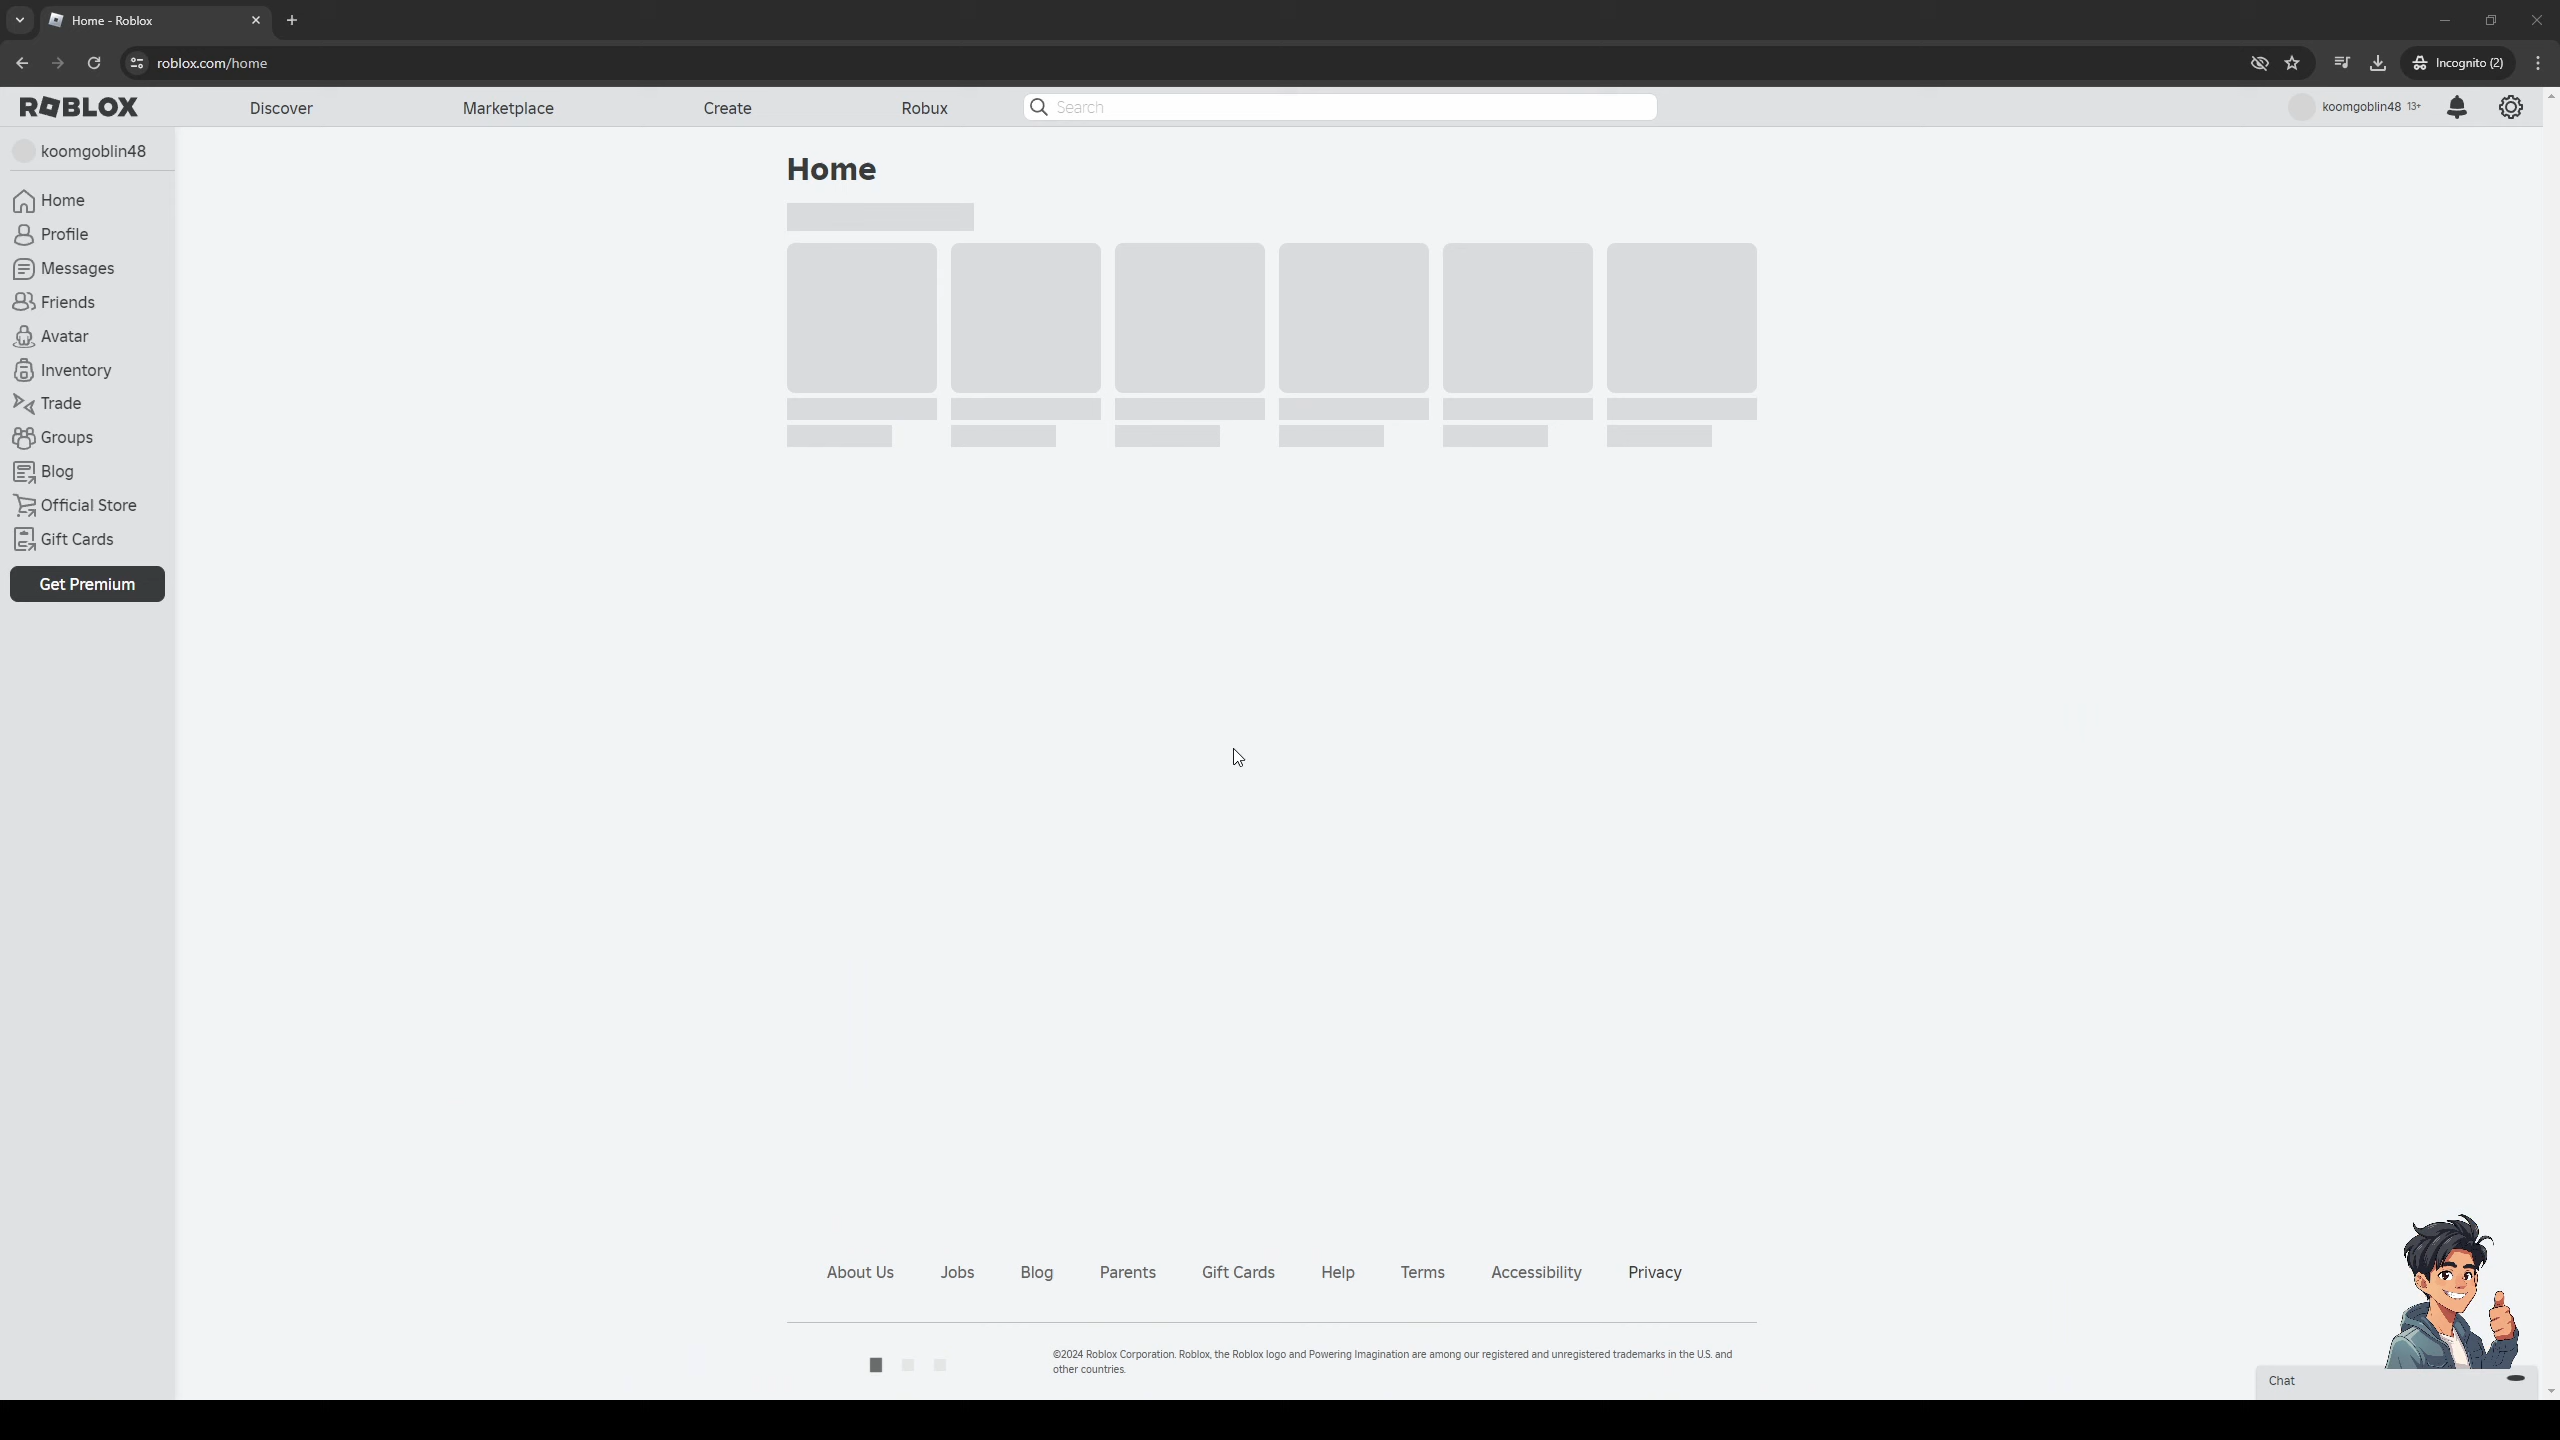 Home - Roblox
roblox.com/home
Incognito (2)
ROBLOX
Discover
Marketplace
Create
Robux
Search
koomgoblin48 13+
koomgoblin48
Home
Profile
Messages
Friends
Avatar
Inventory
Trade
Groups
Blog
Official Store
Gift Cards
Get Premium
Home
About Us
Jobs
Blog
Parents
Gift Cards
Help
Terms
Accessibility
Privacy
©2024 Roblox Corporation. Roblox, the Roblox logo and Powering Imagination are among our registered and unregistered trademarks in the U.S. and
other countries.
Chat